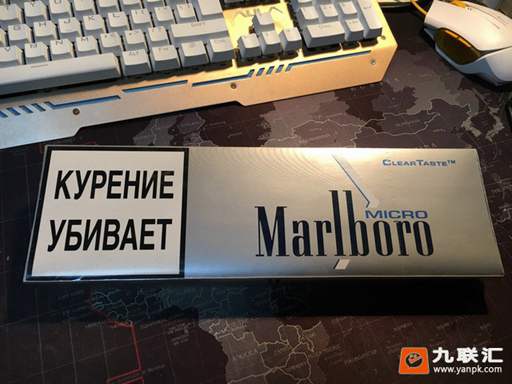 КУРЕНИЕ
УБИВАЕТ
CLEARTASTE™
MICRO
Marlboro
九联汇
www.yanpk.com